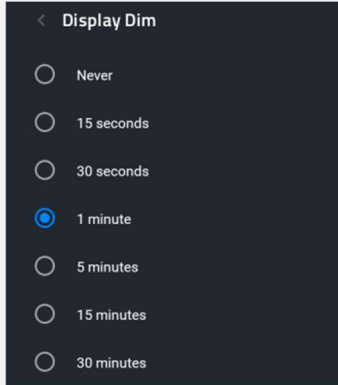 Display Dim
Never
15 seconds
30 seconds
1 minute
5 minutes
15 minutes
30 minutes